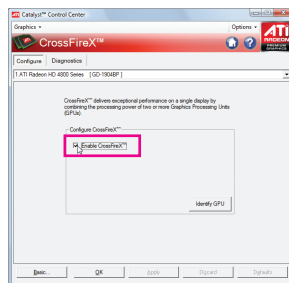 ATI Catalyst™ Control Center
Graphics
Options
CrossFireX™
ATI
RADEON
PREMIUM
GRAPHICS
Configure
Diagnostics
1.ATI Radeon HD 4800 Series [ GD-1904BP ]
CrossFireX™ delivers exceptional performance on a single display by
combining the processing power of two or more Graphics Processing Units
(GPUs).
Configure CrossFireX™
Enable CrossFireX™
Identify GPU
Basic...
OK
Apply
Discard
Defaults